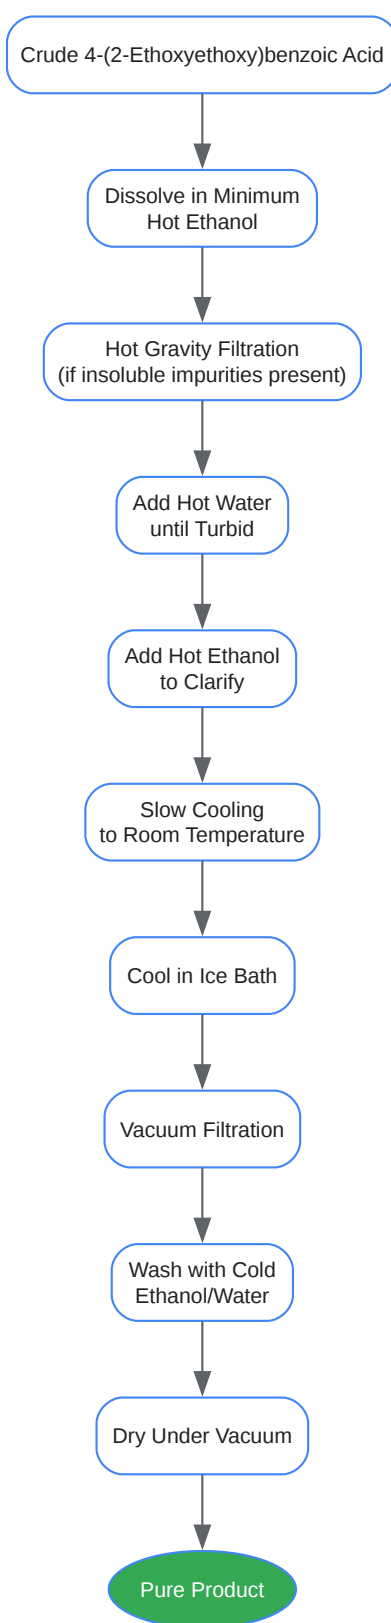 Crude 4-(2-Ethoxyethoxy)benzoic Acid
Dissolve in Minimum
Hot Ethanol
Hot Gravity Filtration
(if insoluble impurities present)
Add Hot Water
until Turbid
Add Hot Ethanol
to Clarify
Slow Cooling
to Room Temperature
Cool in Ice Bath
Vacuum Filtration
Wash with Cold
Ethanol/Water
Dry Under Vacuum
Pure Product